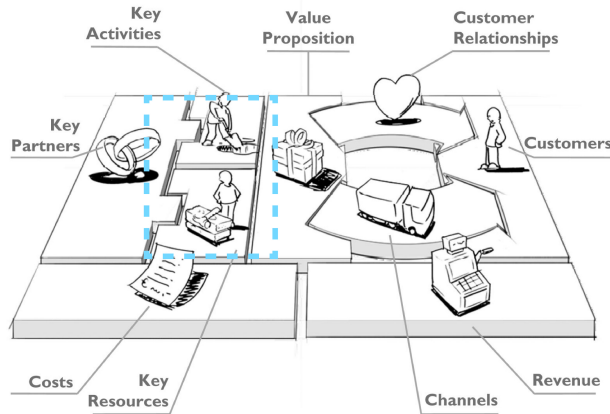 Key
Activities
Value
Proposition
Customer
Relationships
Key
Partners
Customers
Costs
Key
Resources
Channels
Revenue